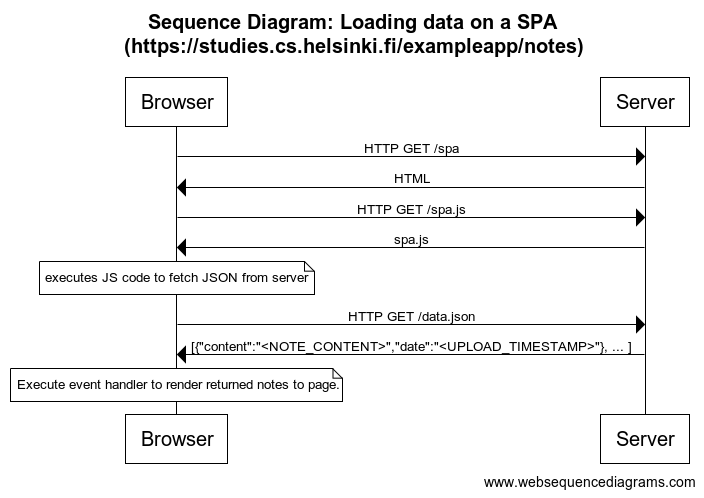 Sequence Diagram: Loading data on a SPA
(https://studies.cs.helsinki.fi/exampleapp/notes)
Browser
Server
HTTP GET /spa
HTML
HTTP GET /spa.js
spa.js
executes JS code to fetch JSON from server
HTTP GET /data.json
[{"content":"<NOTE_CONTENT>","date":"<UPLOAD_TIMESTAMP>"}, ... ]
Execute event handler to render returned notes to page.
Browser
Server
www.websequencediagrams.com